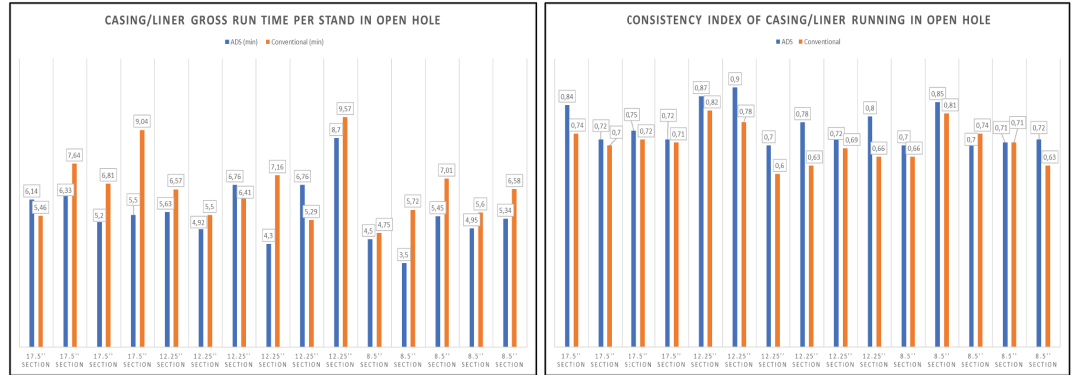 CASING/LINER GROSS RUN TIME PER STAND IN OPEN HOLE
ADS (min) Conventional (min)
6,14 5,46 6,33 7,64 5,2 6,81 5,5 9,04 5,63 6,57 4,92 5,5 6,76 6,41 4,3 7,16 6,76 5,29 8,7 9,57 4,5 4,75 3,5 5,72 5,45 7,01 4,95 5,6 5,34 6,58
17.5'' 17.5'' 17.5'' 17.5'' 12.25'' 12.25'' 12.25'' 12.25'' 12.25'' 12.25'' 8.5'' 8.5'' 8.5'' 8.5'' 8.5''
SECTION SECTION SECTION SECTION SECTION SECTION SECTION SECTION SECTION SECTION SECTION SECTION SECTION SECTION SECTION
CONSISTENCY INDEX OF CASING/LINER RUNNING IN OPEN HOLE
ADS Conventional
0,84 0,74 0,72 0,7 0,75 0,72 0,72 0,71 0,87 0,82 0,9 0,78 0,7 0,6 0,78 0,63 0,72 0,69 0,8 0,66 0,7 0,66 0,85 0,81 0,7 0,74 0,71 0,71 0,72 0,63
17.5'' 17.5'' 17.5'' 17.5'' 12.25'' 12.25'' 12.25'' 12.25'' 12.25'' 12.25'' 8.5'' 8.5'' 8.5'' 8.5'' 8.5''
SECTION SECTION SECTION SECTION SECTION SECTION SECTION SECTION SECTION SECTION SECTION SECTION SECTION SECTION SECTION